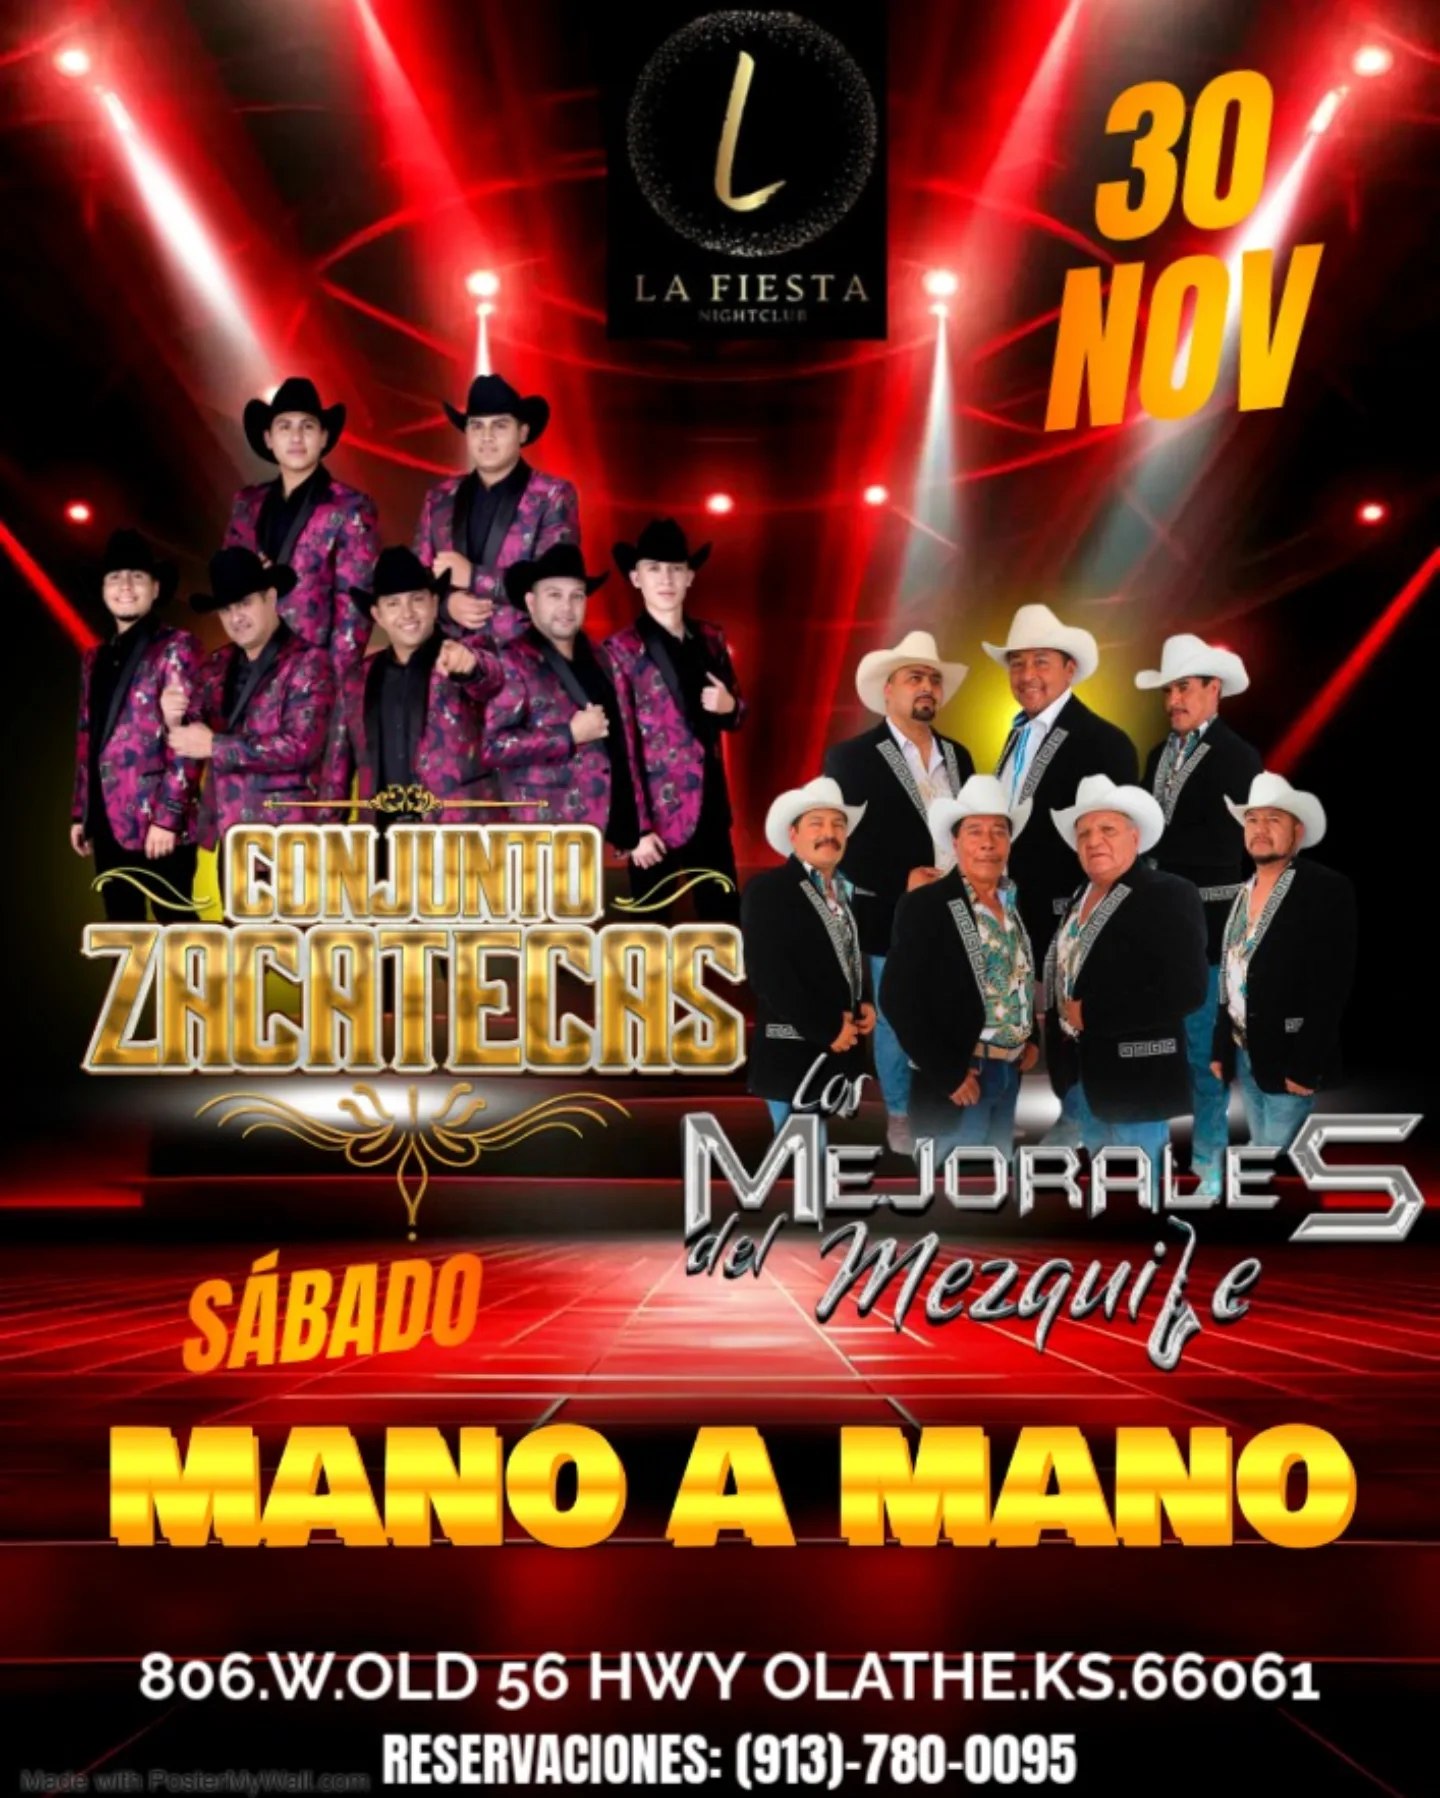 L
LA FIESTA
NIGHTCLUB
30
NOV
CONJUNTO
ZACATECAS
Los
MEJORALES
del Mezquite
SÁBADO
MANO A MANO
806.W.OLD 56 HWY OLATHE.KS.66061
RESERVACIONES: (913)-780-0095
Made with PosterMyWall.com